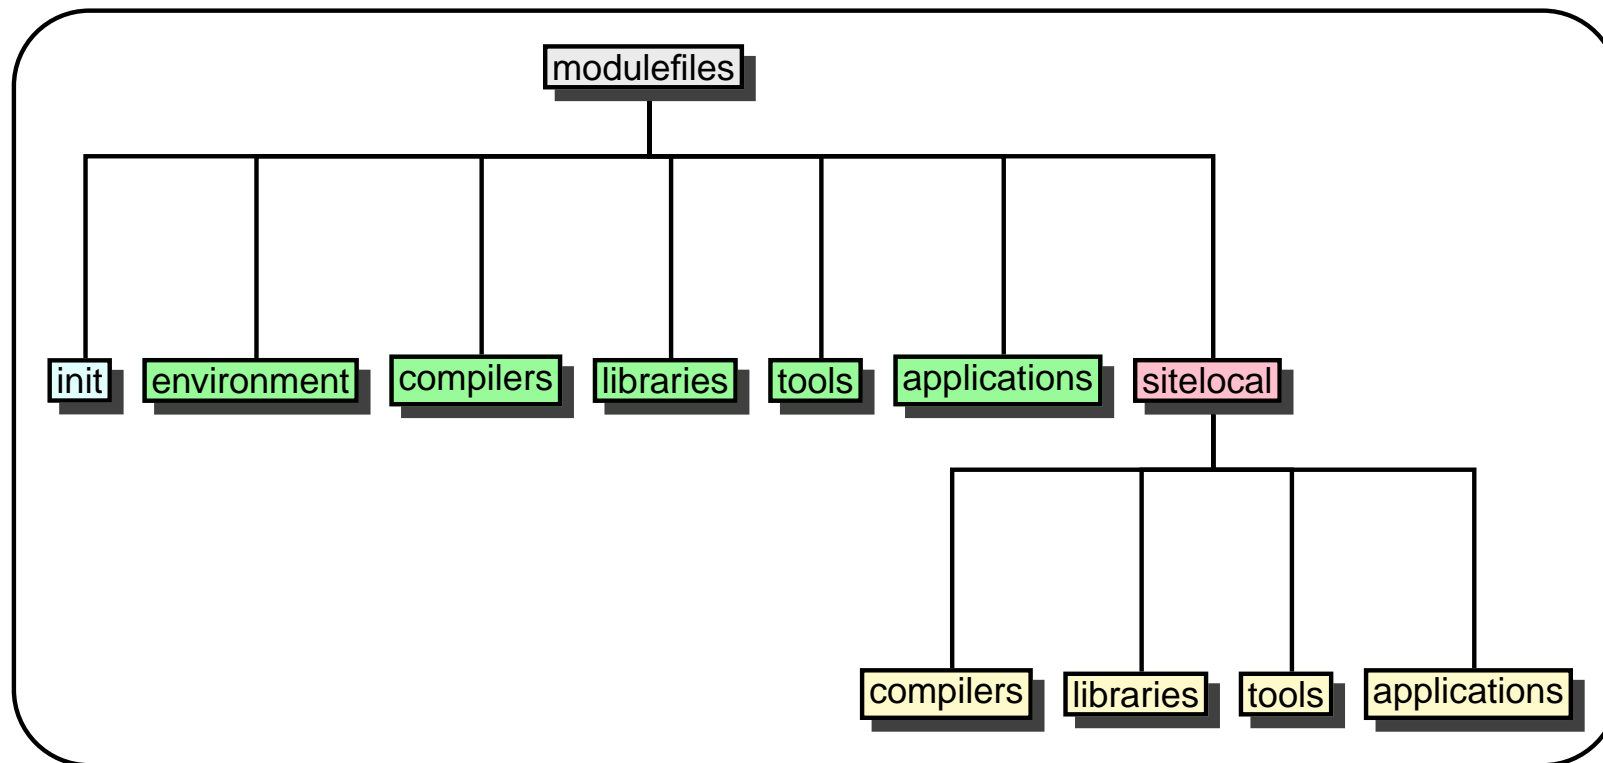 modulefiles
init
environment
compilers
libraries
tools
applications
sitelocal
compilers
libraries
tools
applications